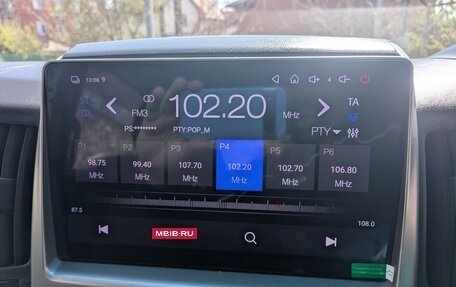 13:06 4
ST 102.20 MHz TA
DX FM3 AF
PS:******** PTY:POP_M PTY
P1 P2 P3 P4 P5 P6
98.75 99.40 107.70 102.20 102.70 106.80
MHz MHz MHz MHz MHz MHz
87.5 108.0
MBIB·RU